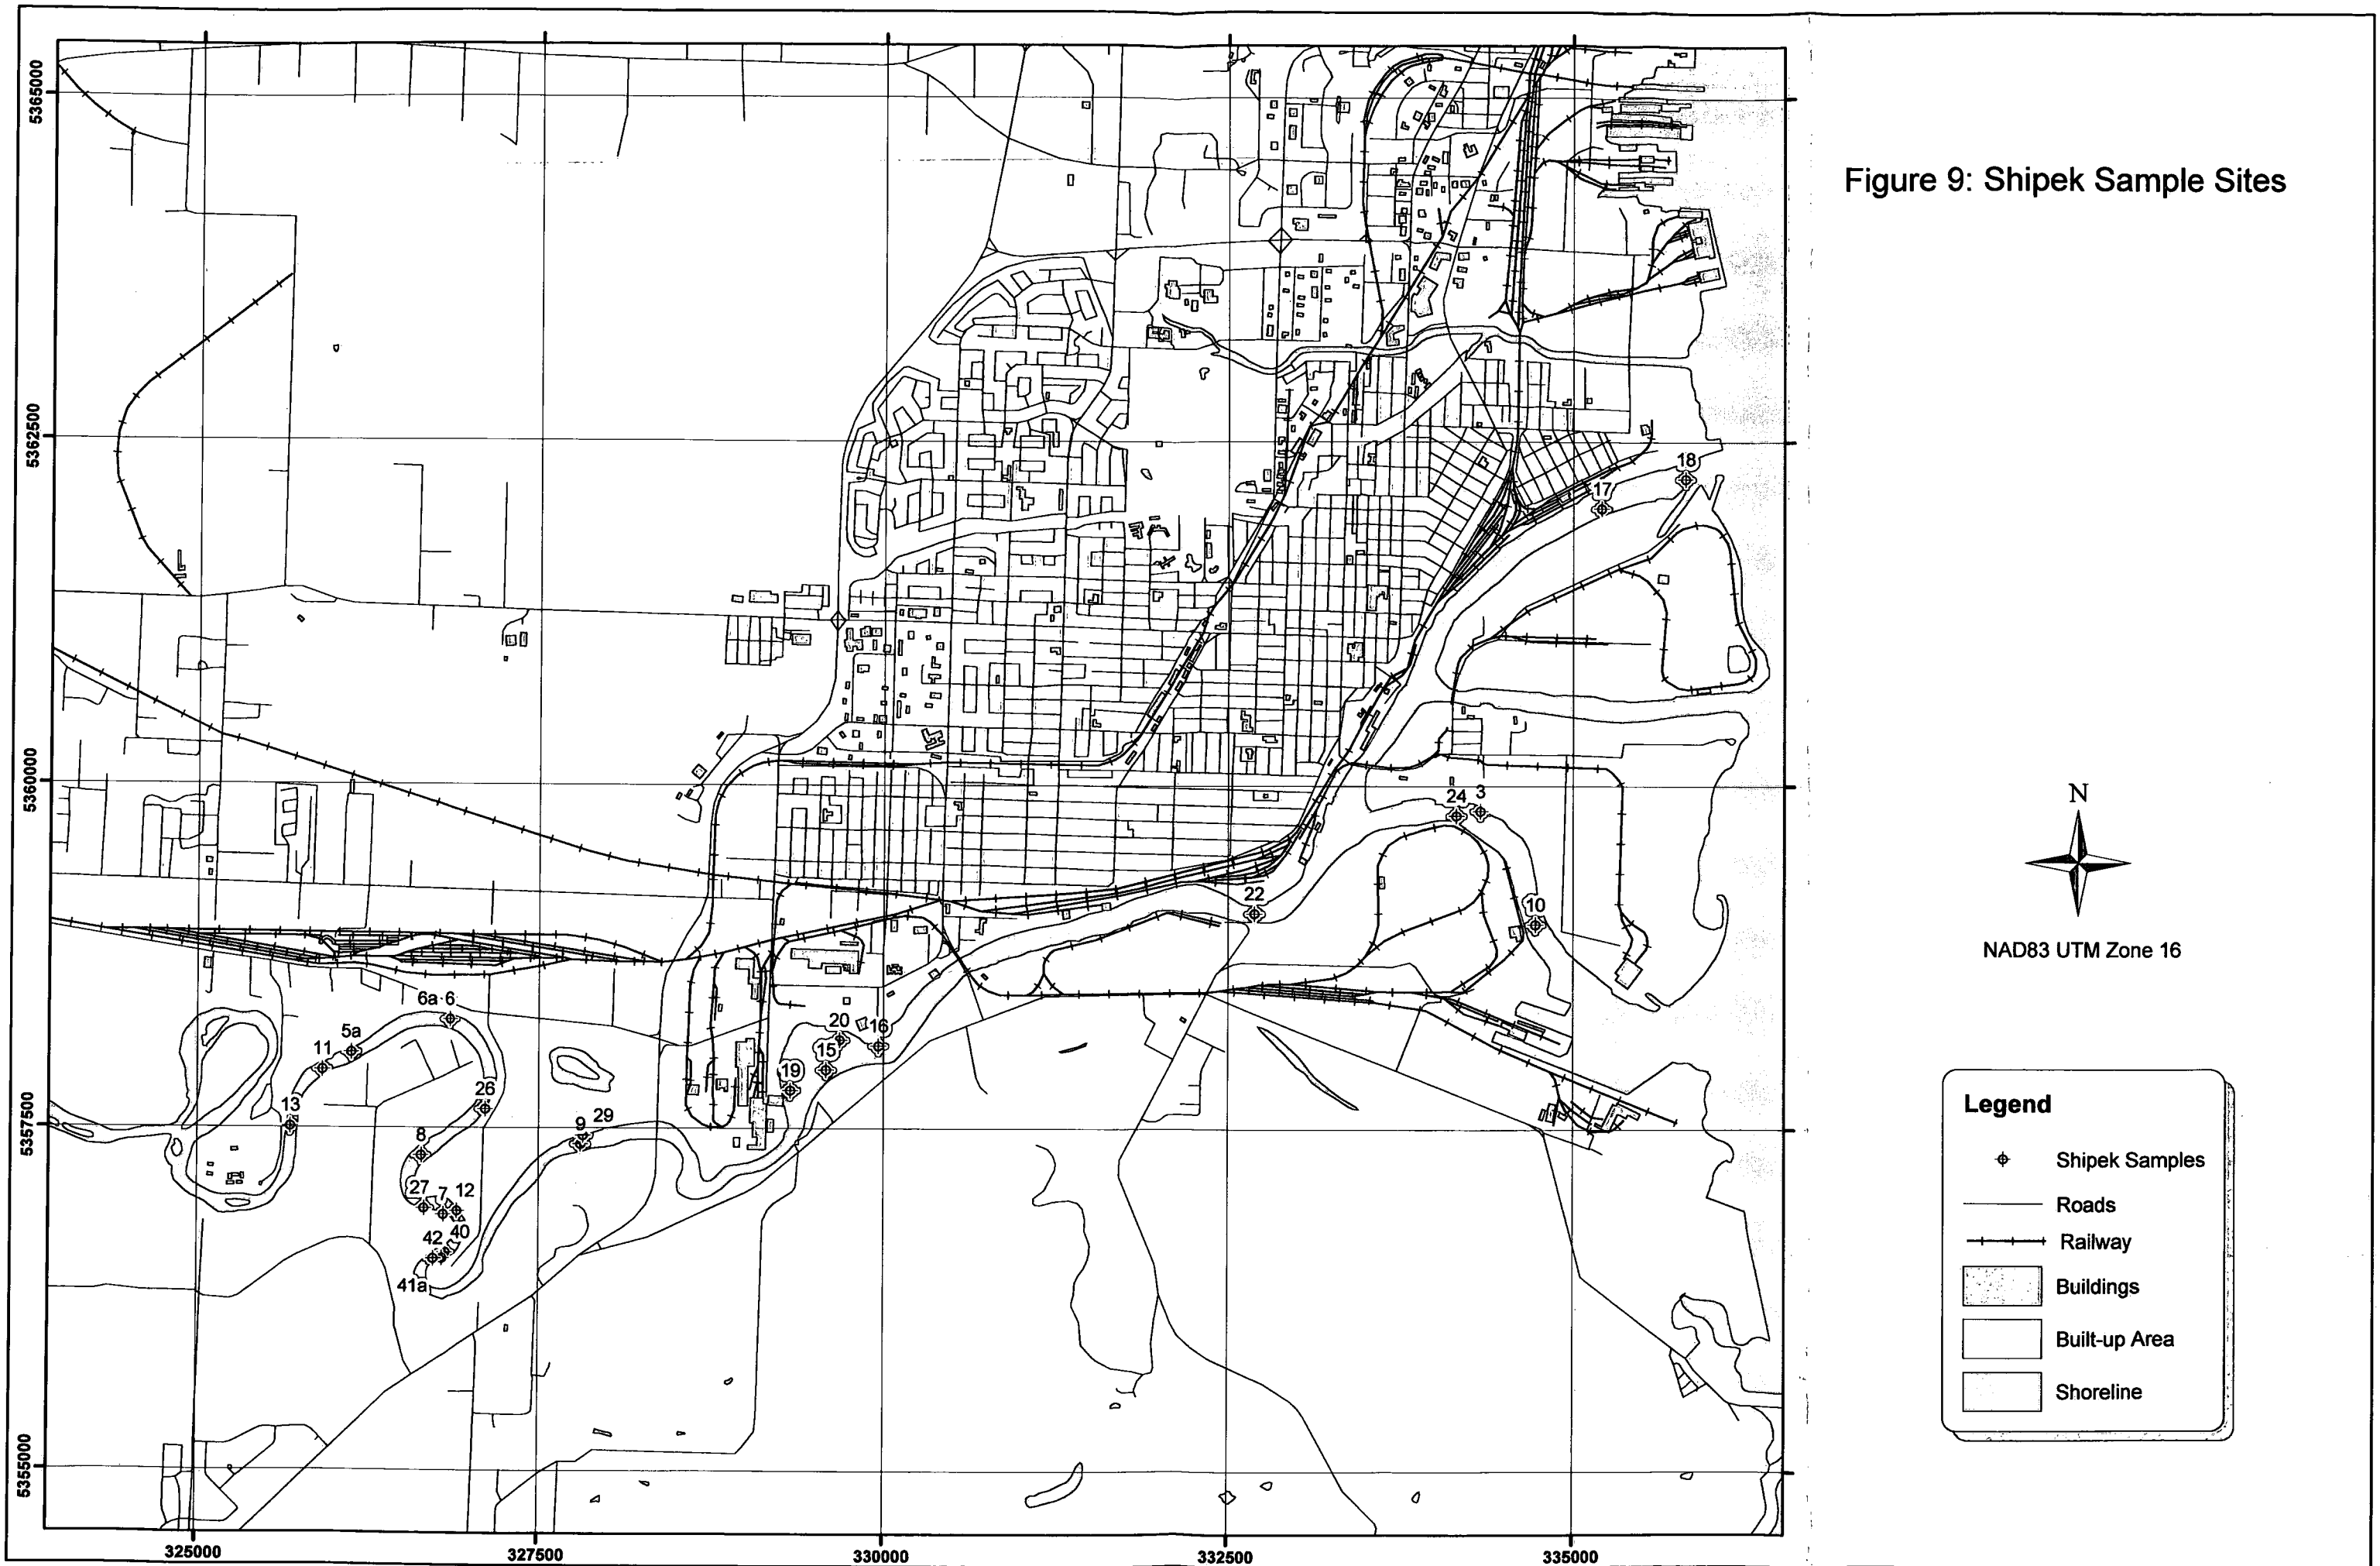 Figure 9: Shipek Sample Sites
5365000
5362500
5360000
5357500
5355000
325000
327500
330000
332500
335000
18
17
24 3
22
10
6a 6
5a
11
20 16
15
19
26
13
29
9
8
27 7 12
42 40
41a
N
NAD83 UTM Zone 16
Legend
Shipek Samples
Roads
Railway
Buildings
Built-up Area
Shoreline